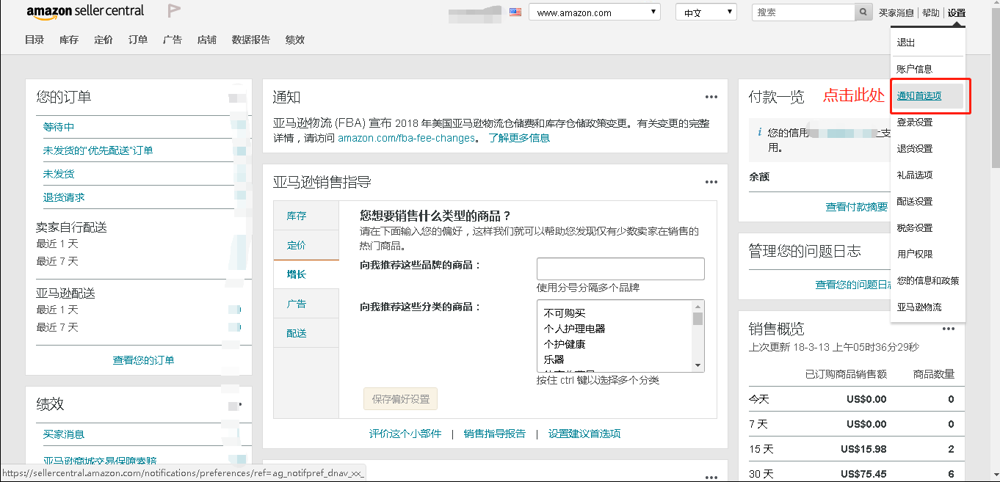 amazon seller central
www.amazon.com
中文
搜索
买家消息 | 帮助 | 设置
目录 库存 定价 订单 广告 店铺 数据报告 绩效
退出
账户信息
通知首选项
登录设置
退货设置
礼品选项
配送设置
税务设置
用户权限
您的信息和政策
亚马逊物流
点击此处
您的订单
等待中
未发货的“优先配送”订单
未发货
退货请求
卖家自行配送
最近 1 天
最近 7 天
亚马逊配送
最近 1 天
最近 7 天
查看您的订单
绩效
买家消息
亚马逊商城交易保障索赔
通知
亚马逊物流 (FBA) 宣布 2018 年美国亚马逊物流仓储费和库存仓储政策变更。有关变更的完整
详情，请访问 amazon.com/fba-fee-changes。 了解更多信息
亚马逊销售指导
库存
定价
增长
广告
配送
您想要销售什么类型的商品？
请在下面输入您的偏好，这样我们就可以帮助您发现仅有少数卖家在销售的
热门商品。
向我推荐这些品牌的商品：
使用分号分隔多个品牌
向我推荐这些分类的商品：
不可购买
个人护理电器
个护健康
乐器
按住 ctrl 键以选择多个分类
保存偏好设置
评价这个小部件 | 销售指导报告 | 设置建议首选项
付款一览
您的信用
上支
用。
余额
查看付款摘要
管理您的问题日志
查看您的问题日志
销售概览
上次更新 18-3-13 上午05时36分29秒
已订购商品销售额 商品数量
今天 US$0.00 0
7 天 US$0.00 0
15 天 US$15.98 2
30 天 US$75.45 6
https://sellercentral.amazon.com/notifications/preferences/ref=ag_notifpref_dnav_xx_